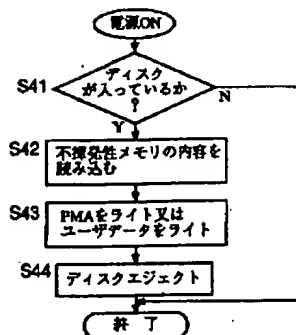 電源ON
S41
ディスク
が入っているか
?
N
Y
S42
不揮発性メモリの内容を
読み込む
S43
PMAをライト又は
ユーザデータをライト
S44
ディスクエジェクト
終了